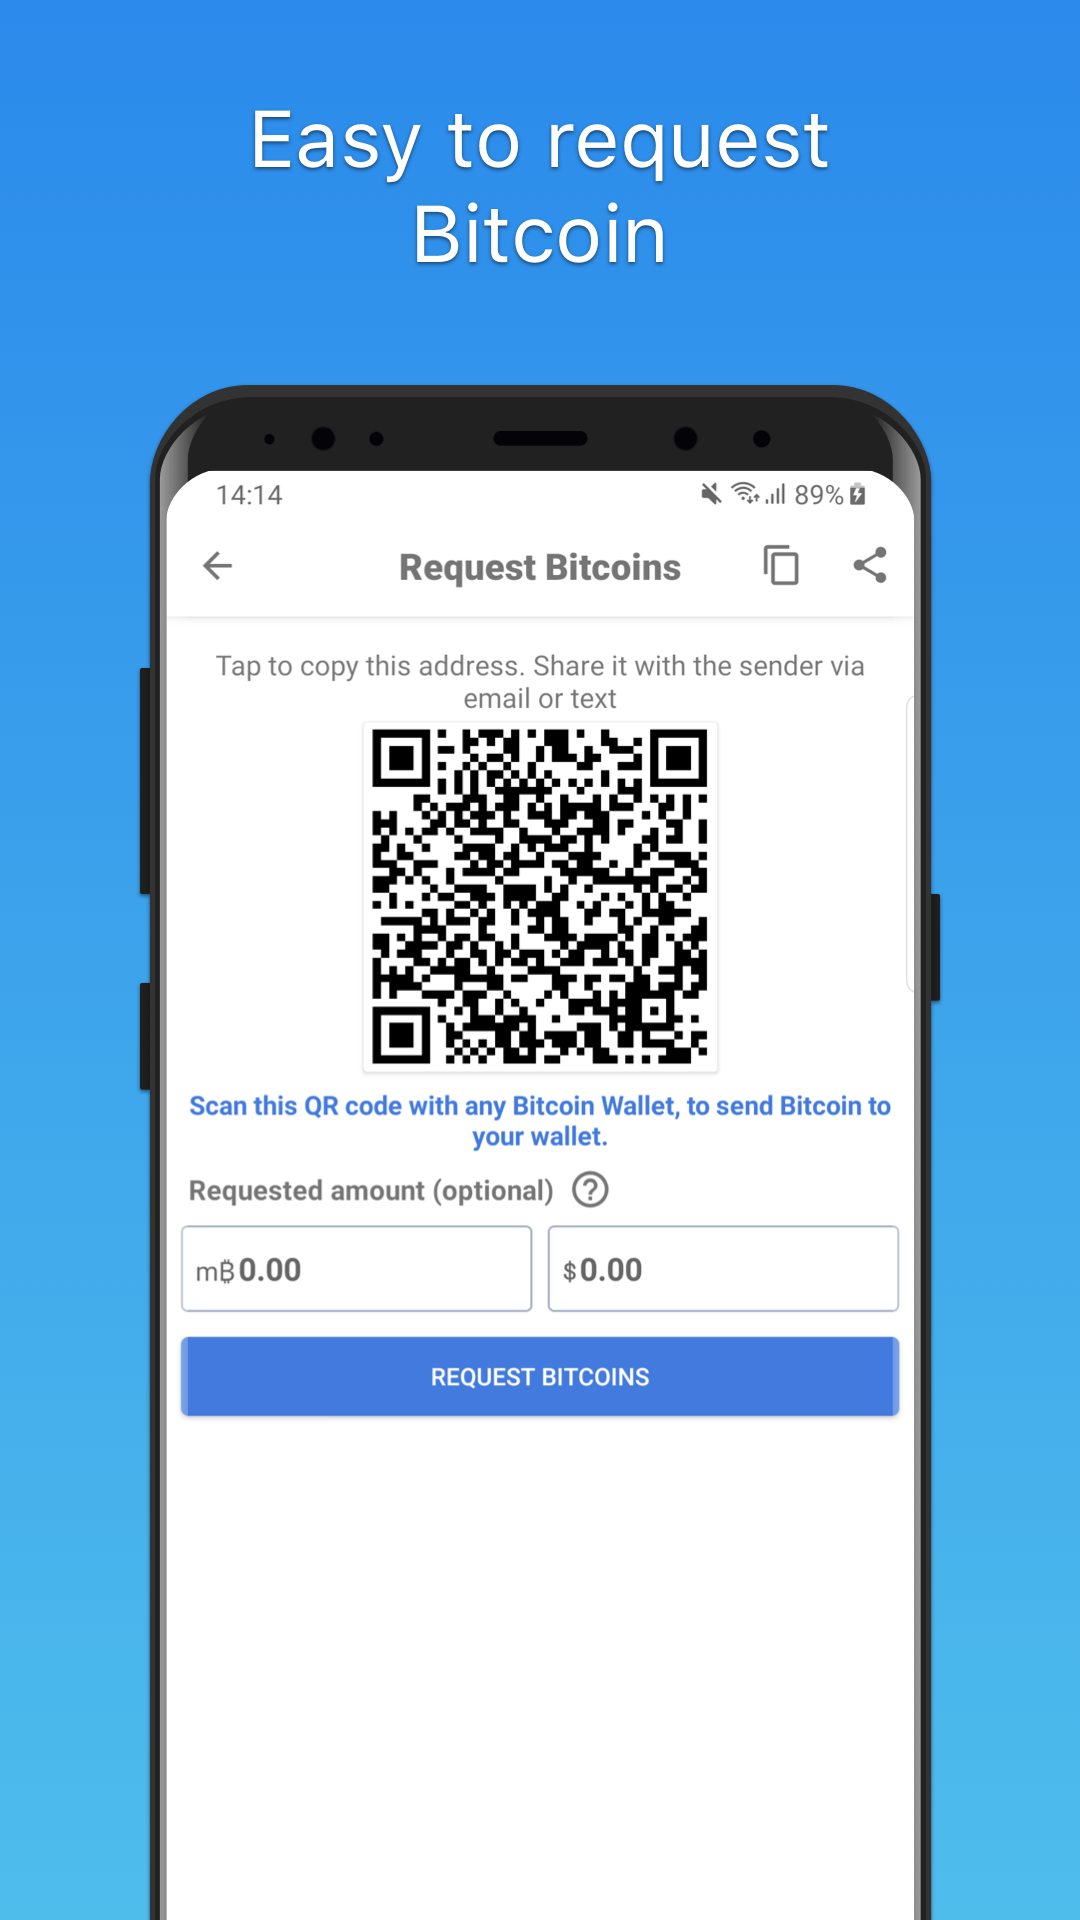 Easy to request
Bitcoin
14:14
89%
Request Bitcoins
Tap to copy this address. Share it with the sender via
email or text
Scan this QR code with any Bitcoin Wallet, to send Bitcoin to
your wallet.
Requested amount (optional) ?
m₿0.00
$0.00
REQUEST BITCOINS